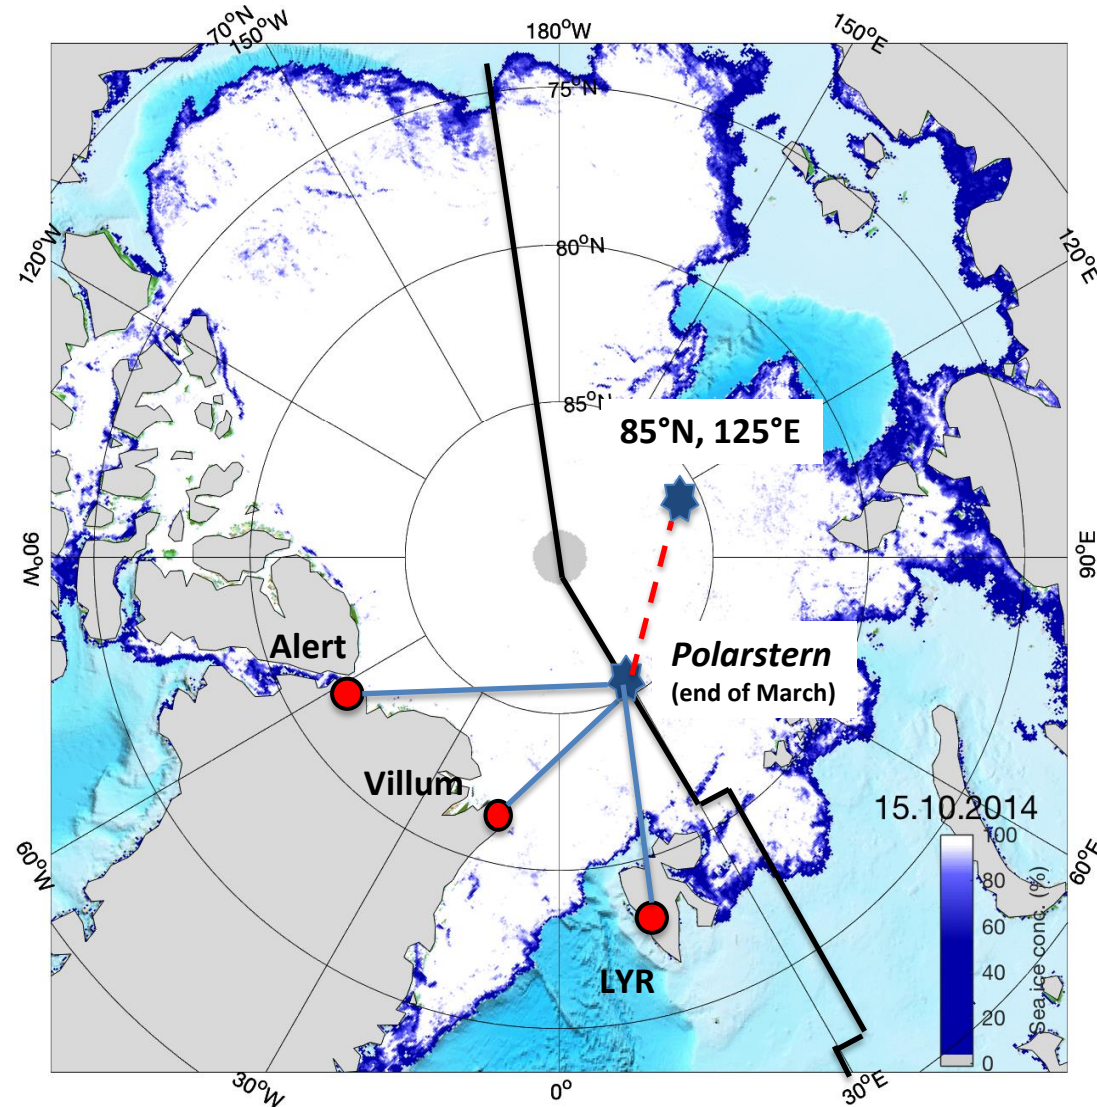 70°N
150°W
180°W
150°E
75°N
120°W
120°E
80°N
85°N
85°N, 125°E
90°W
90°E
Alert
Polarstern
(end of March)
Villum
15.10.2014
100
80
60
40
20
0
Sea ice conc. (%)
60°W
60°E
LYR
30°W
0°
30°E